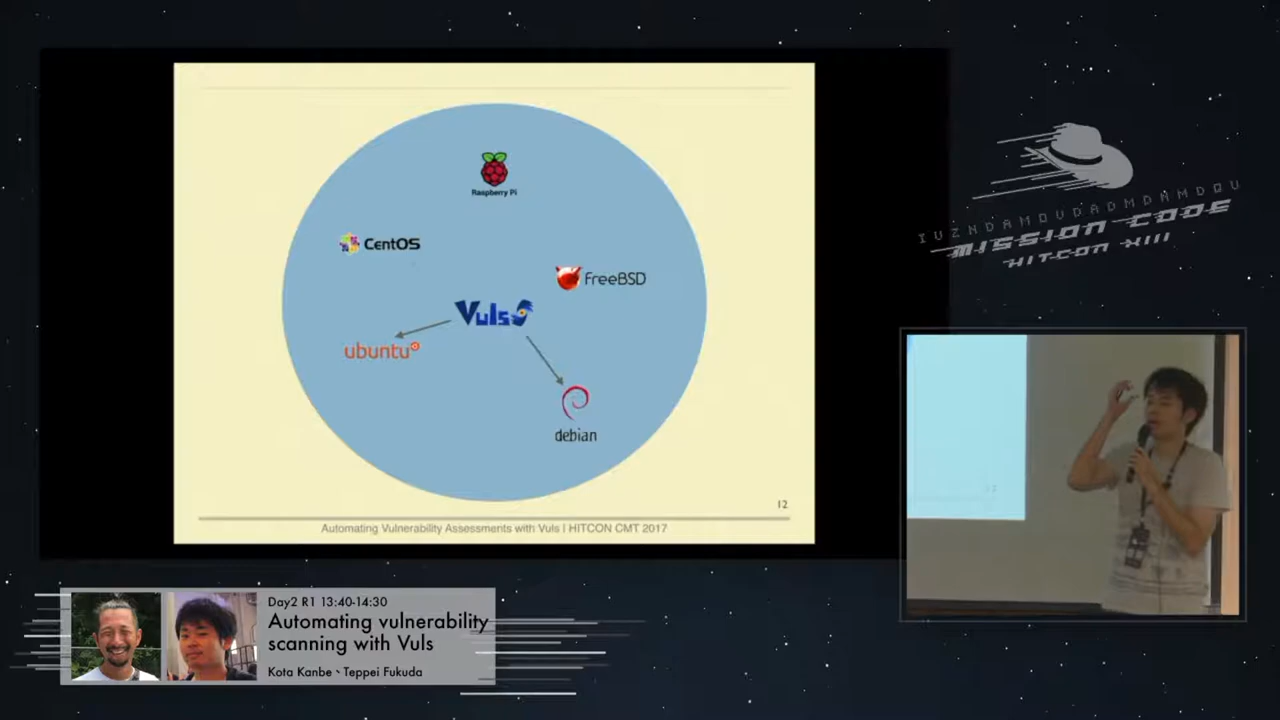 Raspberry Pi
CentOS
FreeBSD
Vuls
ubuntu
debian
12
Automating Vulnerability Assessments with Vuls | HITCON CMT 2017
IUZNDAMOUDADMDAMDOU
MISSION CODE
HITCON XIII
Day2 R1 13:40-14:30
Automating vulnerability
scanning with Vuls
Kota Kanbe、Teppei Fukuda